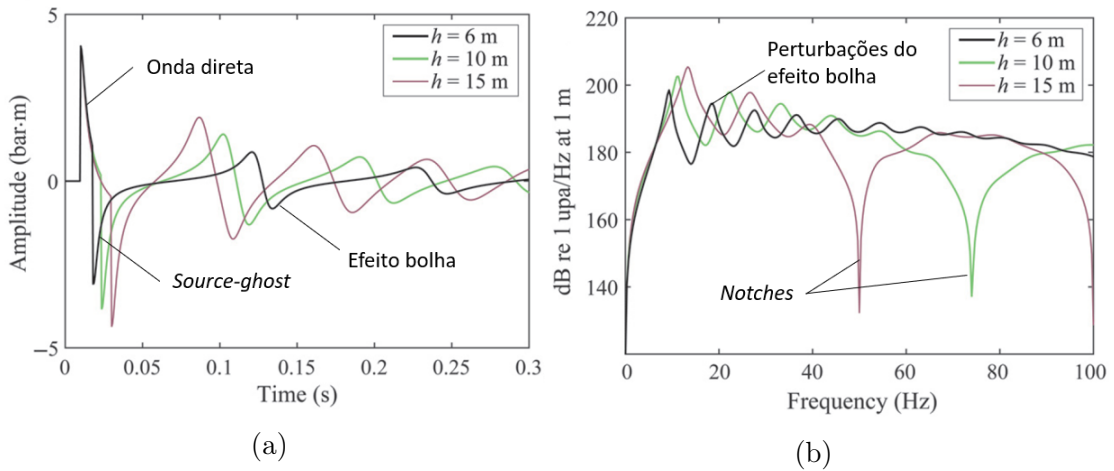 5
h = 6 m
h = 10 m
h = 15 m
Onda direta
Amplitude (bar·m)
0
Source-ghost
Efeito bolha
−5
0 0.05 0.1 0.15 0.2 0.25 0.3
Time (s)
(a)
220
h = 6 m
h = 10 m
h = 15 m
Perturbações do
efeito bolha
200
180
160
140
dB re 1 upa/Hz at 1 m
Notches
0 20 40 60 80 100
Frequency (Hz)
(b)